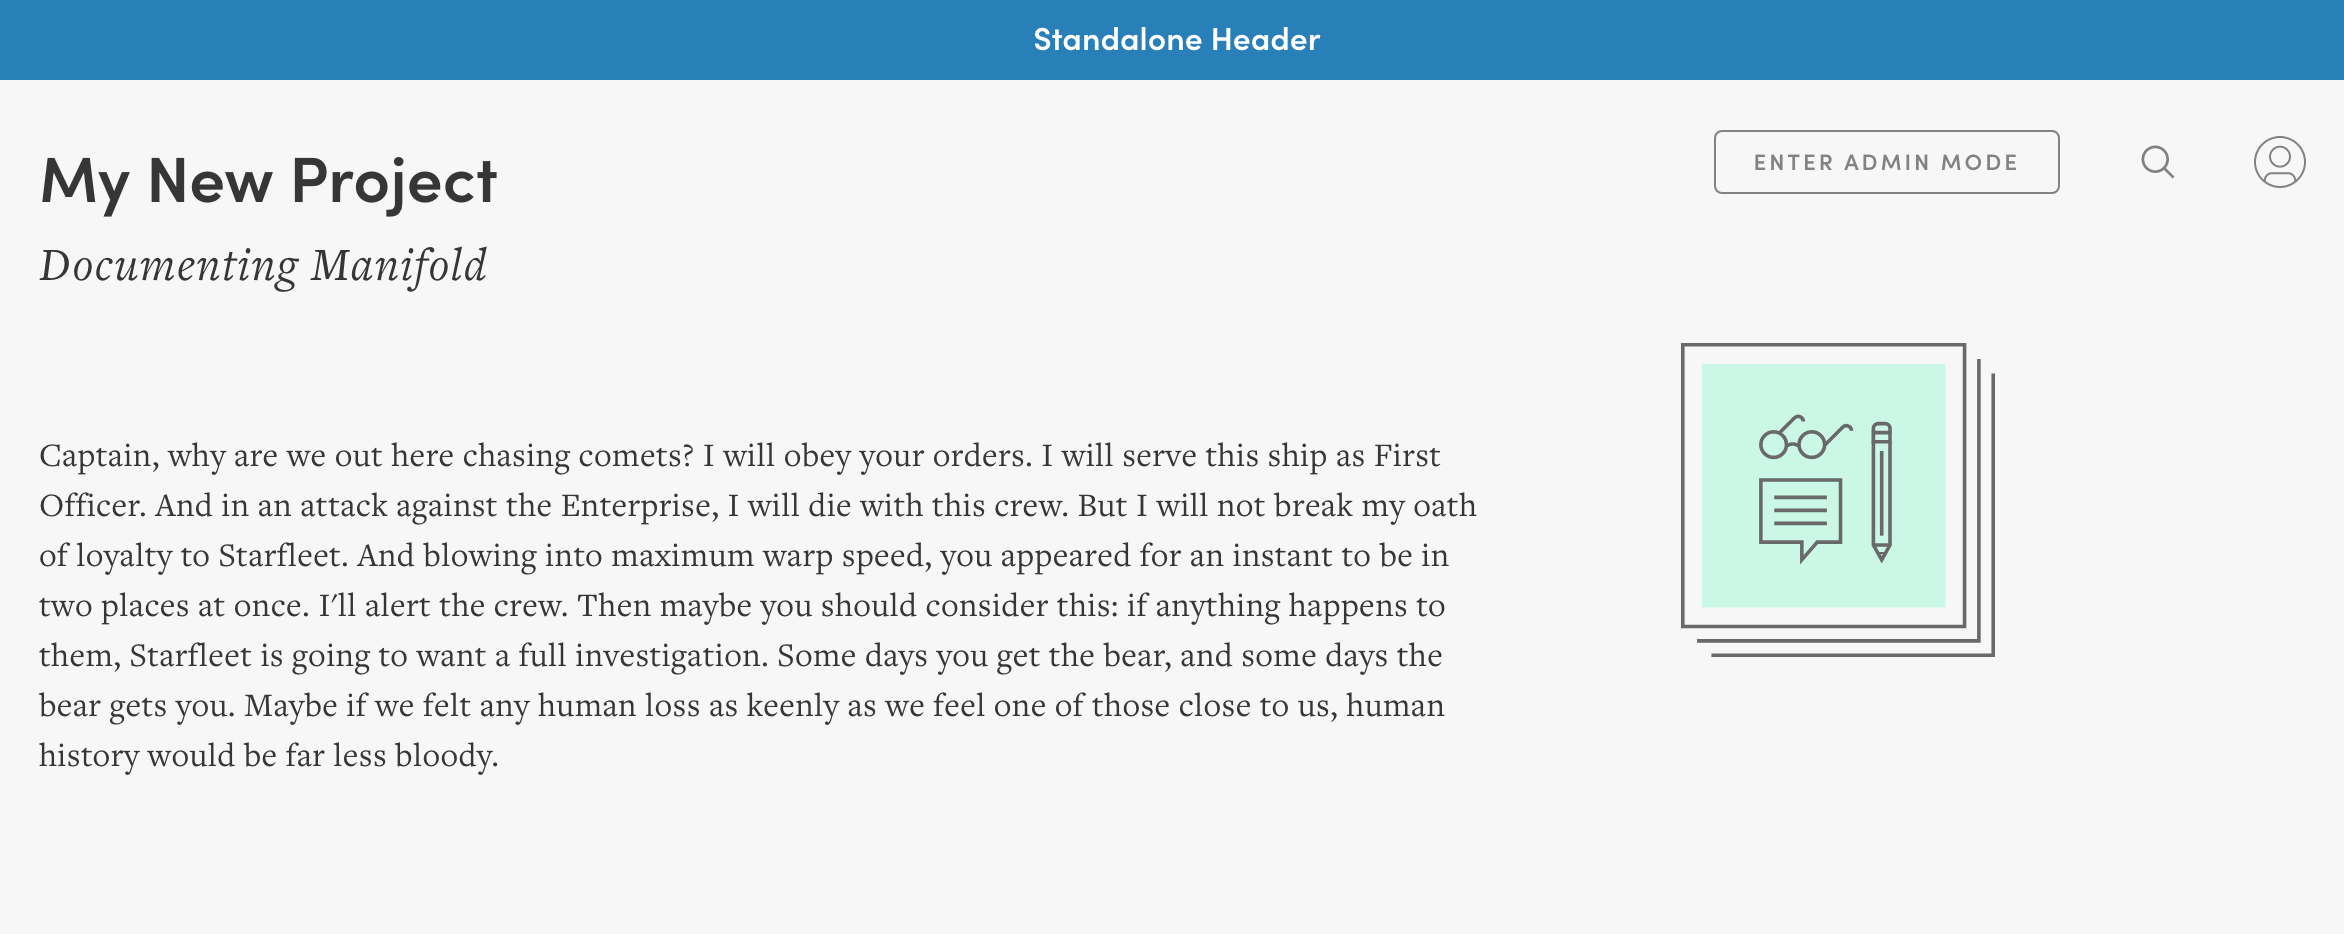 Standalone Header
My New Project
ENTER ADMIN MODE
Documenting Manifold
Captain, why are we out here chasing comets? I will obey your orders. I will serve this ship as First
Officer. And in an attack against the Enterprise, I will die with this crew. But I will not break my oath
of loyalty to Starfleet. And blowing into maximum warp speed, you appeared for an instant to be in
two places at once. I'll alert the crew. Then maybe you should consider this: if anything happens to
them, Starfleet is going to want a full investigation. Some days you get the bear, and some days the
bear gets you. Maybe if we felt any human loss as keenly as we feel one of those close to us, human
history would be far less bloody.